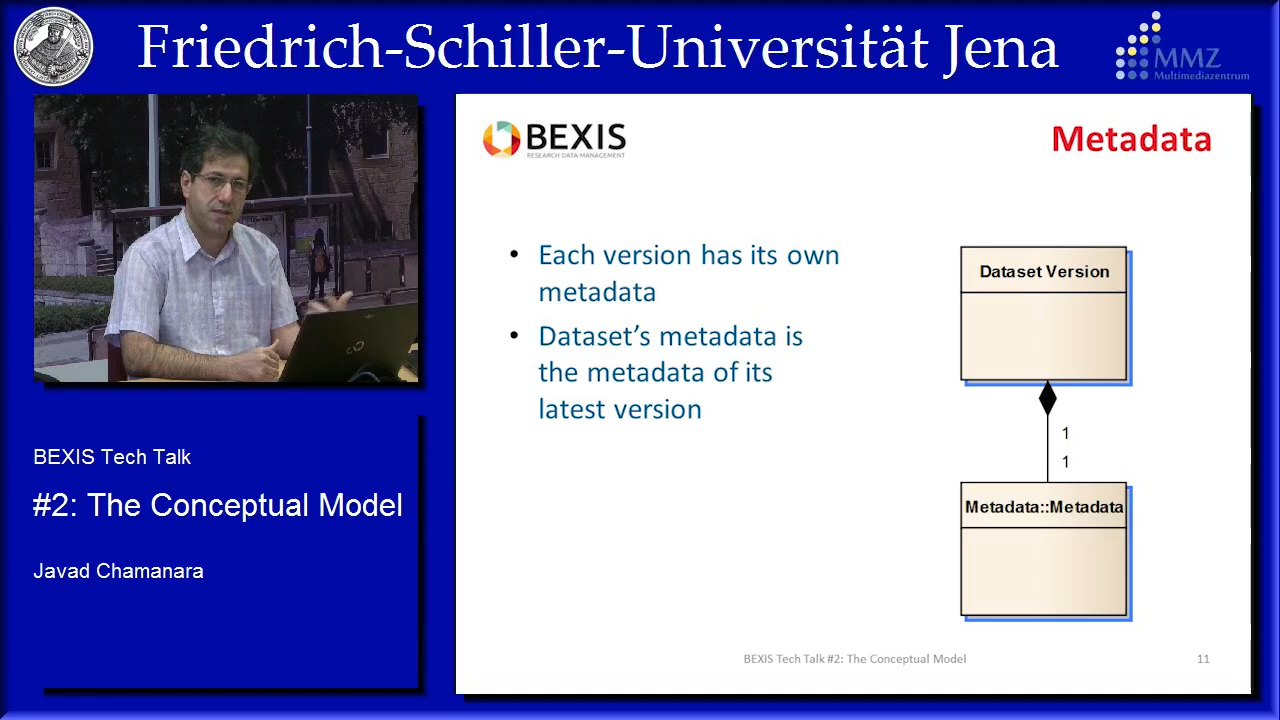 Friedrich-Schiller-Universität Jena
MMZ
Multimediazentrum
BEXIS
RESEARCH DATA MANAGEMENT
Metadata
• Each version has its own
metadata
• Dataset’s metadata is
the metadata of its
latest version
Dataset Version
1
1
Metadata::Metadata
BEXIS Tech Talk #2: The Conceptual Model
11
BEXIS Tech Talk
#2: The Conceptual Model
Javad Chamanara